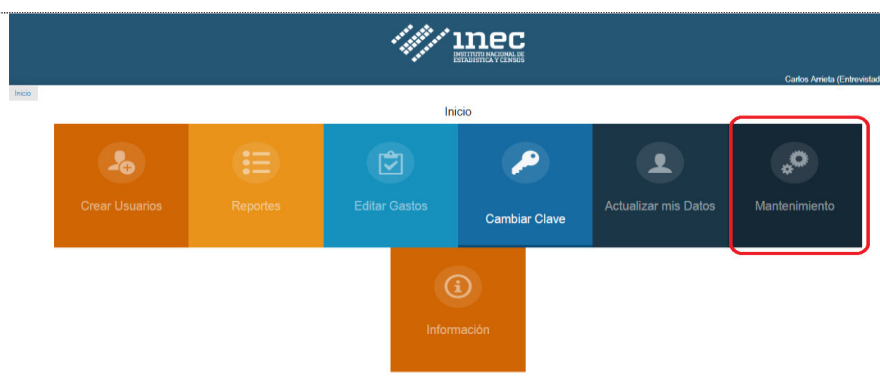 inec
INSTITUTO NACIONAL DE
ESTADÍSTICA Y CENSOS
Carlos Arrieta (Entrevistad
Inicio
Inicio
Crear Usuarios
Reportes
Editar Gastos
Cambiar Clave
Actualizar mis Datos
Mantenimiento
Información